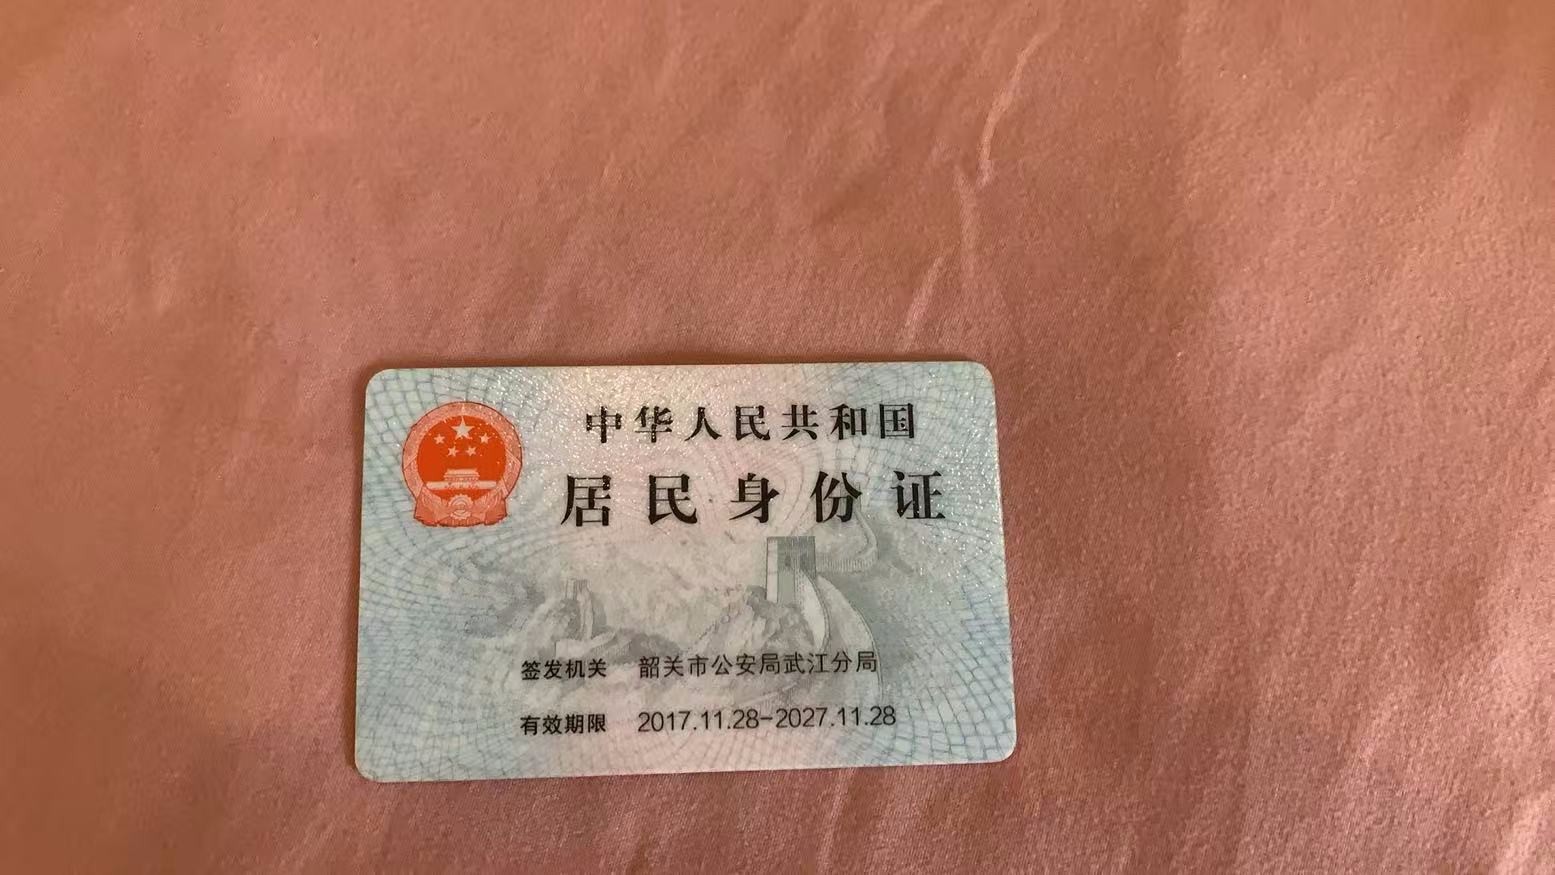 中华人民共和国
居民身份证
签发机关 韶关市公安局武江分局
有效期限 2017.11.28-2027.11.28